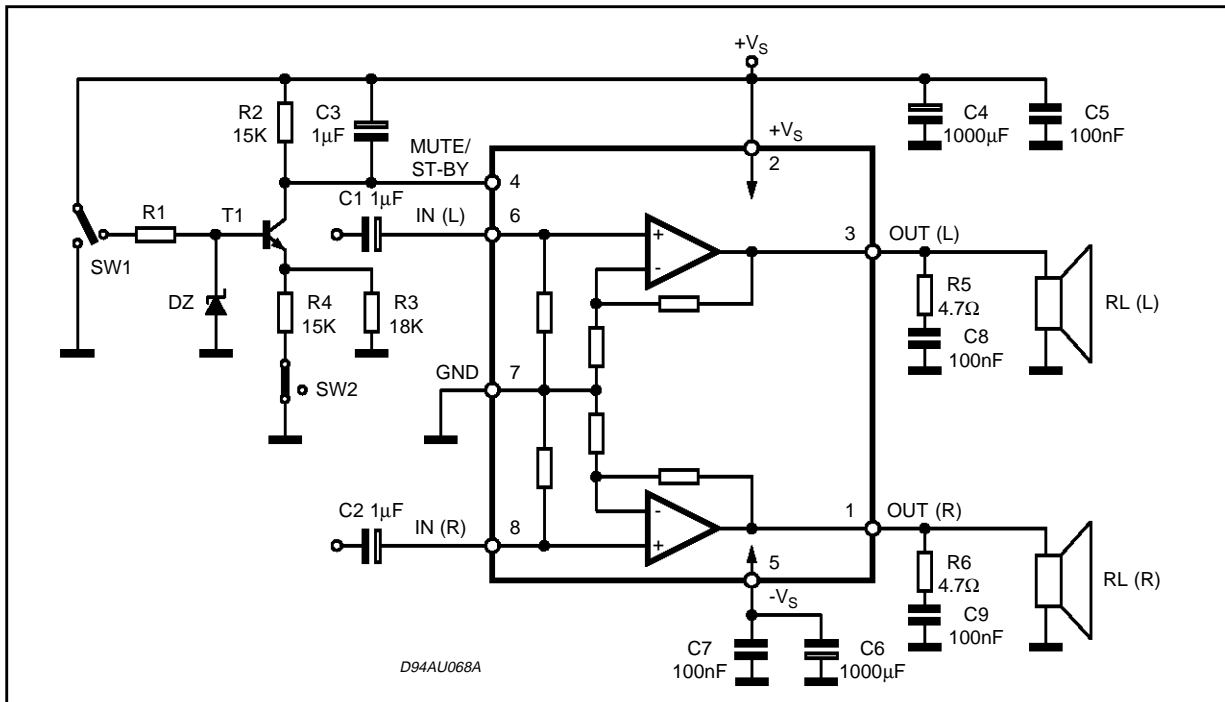 +VS
R2
15K
C3
1µF
C4
1000µF
C5
100nF
+VS
2
MUTE/
ST-BY
4
C1 1µF
IN (L)
6
R1
T1
SW1
+
-
3
OUT (L)
DZ
R4
15K
R3
18K
R5
4.7Ω
C8
100nF
RL (L)
GND
7
SW2
C2 1µF
IN (R)
8
-
+
1
OUT (R)
5
-VS
R6
4.7Ω
C9
100nF
RL (R)
C7
100nF
C6
1000µF
D94AU068A